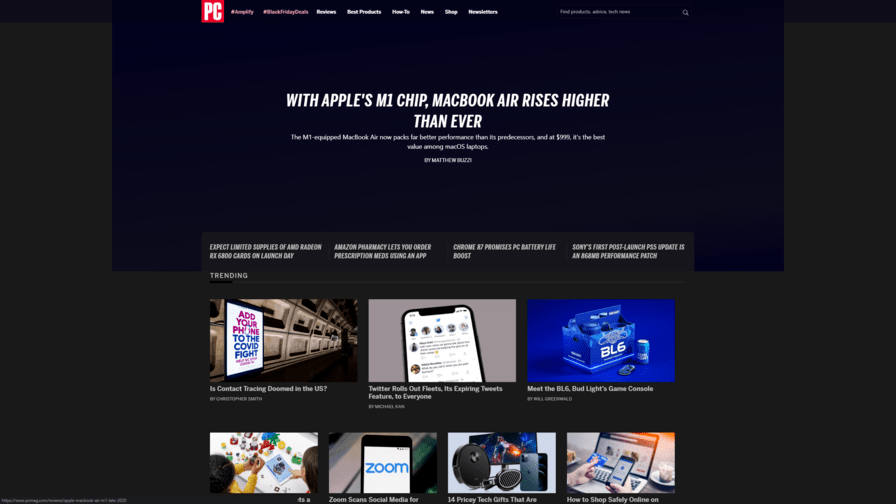 PC
#Amplify #BlackFridayDeals Reviews Best Products How-To News Shop Newsletters
Find products, advice, tech news
WITH APPLE'S M1 CHIP, MACBOOK AIR RISES HIGHER
THAN EVER
The M1-equipped MacBook Air now packs far better performance than its predecessors, and at $999, it's the best
value among macOS laptops.
BY MATTHEW BUZZI
EXPECT LIMITED SUPPLIES OF AMD RADEON
RX 6800 CARDS ON LAUNCH DAY
AMAZON PHARMACY LETS YOU ORDER
PRESCRIPTION MEDS USING AN APP
CHROME 87 PROMISES PC BATTERY LIFE
BOOST
SONY'S FIRST POST-LAUNCH PS5 UPDATE IS
AN 868MB PERFORMANCE PATCH
TRENDING
ADD
YOUR
PHONE
TO THE
COVID
FIGHT
BL6
Is Contact Tracing Doomed in the US?
BY CHRISTOPHER SMITH
Twitter Rolls Out Fleets, Its Expiring Tweets
Feature, to Everyone
BY MICHAEL KAN
Meet the BL6, Bud Light's Game Console
BY WILL GREENWALD
zoom
ts a
Zoom Scans Social Media for
14 Pricey Tech Gifts That Are
How to Shop Safely Online on
https://www.pcmag.com/reviews/apple-macbook-air-m1-late-2020